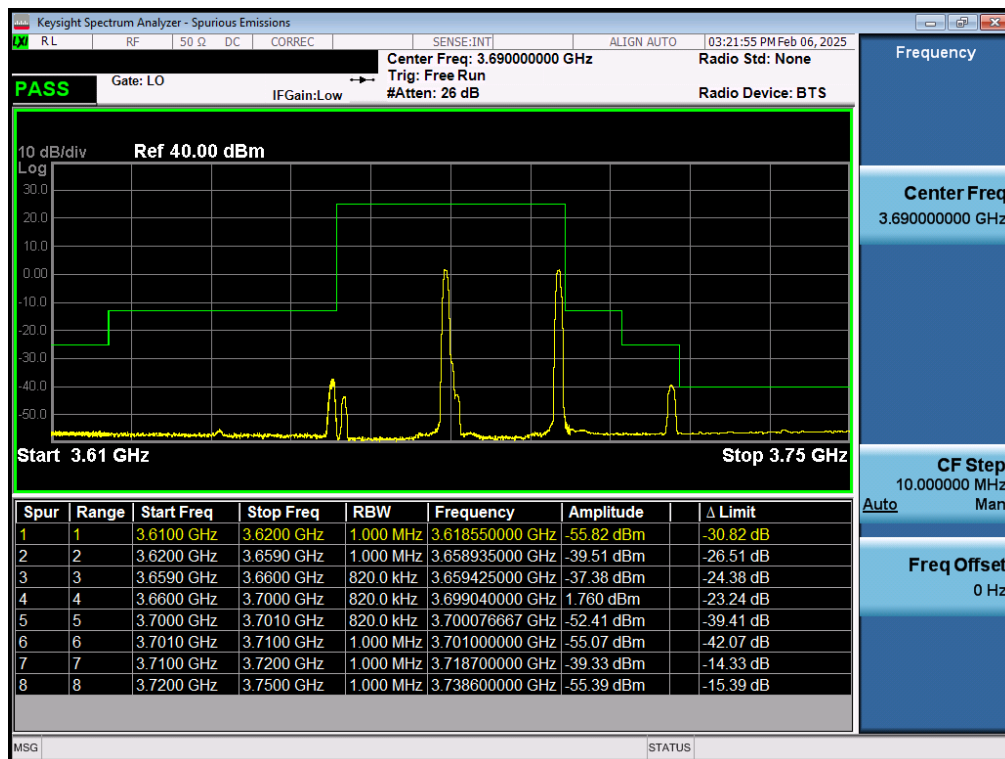 Keysight Spectrum Analyzer - Spurious Emissions
LXI RL RF 50 Ω DC CORREC SENSE:INT ALIGN AUTO 03:21:55 PM Feb 06, 2025
Center Freq: 3.690000000 GHz Radio Std: None
Gate: LO Trig: Free Run
PASS IFGain:Low #Atten: 26 dB Radio Device: BTS
10 dB/div Ref 40.00 dBm
Log
30.0
20.0
10.0
0.00
-10.0
-20.0
-30.0
-40.0
-50.0
Start 3.61 GHz Stop 3.75 GHz
Spur Range Start Freq Stop Freq RBW Frequency Amplitude Δ Limit
1 1 3.6100 GHz 3.6200 GHz 1.000 MHz 3.618550000 GHz -55.82 dBm -30.82 dB
2 2 3.6200 GHz 3.6590 GHz 1.000 MHz 3.658935000 GHz -39.51 dBm -26.51 dB
3 3 3.6590 GHz 3.6600 GHz 820.0 kHz 3.659425000 GHz -37.38 dBm -24.38 dB
4 4 3.6600 GHz 3.7000 GHz 820.0 kHz 3.699040000 GHz 1.760 dBm -23.24 dB
5 5 3.7000 GHz 3.7010 GHz 820.0 kHz 3.700076667 GHz -52.41 dBm -39.41 dB
6 6 3.7010 GHz 3.7100 GHz 1.000 MHz 3.701000000 GHz -55.07 dBm -42.07 dB
7 7 3.7100 GHz 3.7200 GHz 1.000 MHz 3.718700000 GHz -39.33 dBm -14.33 dB
8 8 3.7200 GHz 3.7500 GHz 1.000 MHz 3.738600000 GHz -55.39 dBm -15.39 dB
MSG STATUS
Frequency
Center Freq
3.690000000 GHz
CF Step
10.000000 MHz
Auto Man
Freq Offset
0 Hz